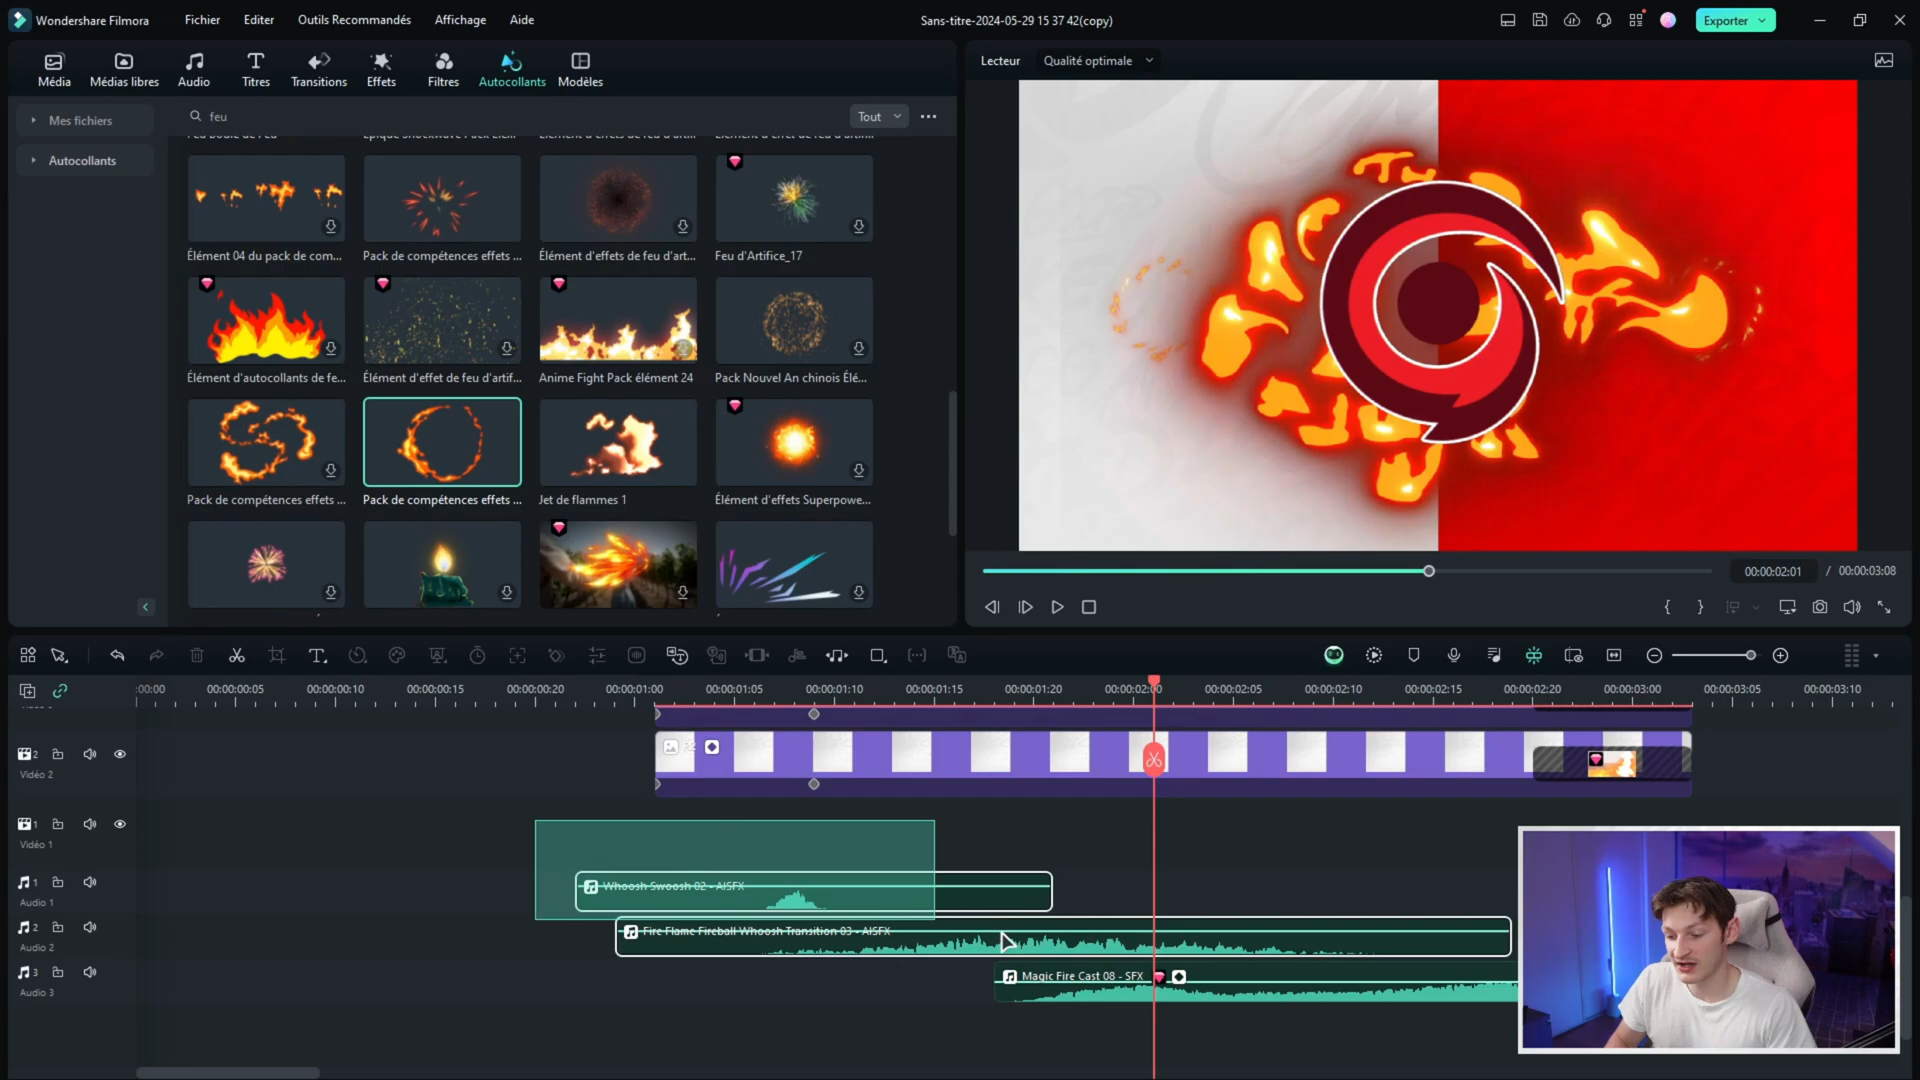 Wondershare Filmora
Fichier
Editer
Outils Recommandés
Affichage
Aide
Sans-titre-2024-05-29 15 37 42(copy)
Exporter
Média
Médias libres
Audio
Titres
Transitions
Effets
Filtres
Autocollants
Modèles
Lecteur
Qualité optimale
Mes fichiers
Autocollants
feu
Tout
Élément 04 du pack de com...
Pack de compétences effets ...
Élément d'effets de feu d'art...
Feu d'Artifice_17
Élément d'autocollants de fe...
Élément d'effet de feu d'artif...
Anime Fight Pack élément 24
Pack Nouvel An chinois Élé...
Pack de compétences effets ...
Pack de compétences effets ...
Jet de flammes 1
Élément d'effets Superpowe...
00:00:02:01 / 00:00:03:08
:00:00
00:00:00:05
00:00:00:10
00:00:00:15
00:00:00:20
00:00:01:00
00:00:01:05
00:00:01:10
00:00:01:15
00:00:01:20
00:00:02:00
00:00:02:05
00:00:02:10
00:00:02:15
00:00:02:20
00:00:03:00
00:00:03:05
00:00:03:10
2
Vidéo 2
1
Vidéo 1
1
Audio 1
Whoosh Swoosh 02 - AISFX
2
Audio 2
Fire Flame Fireball Whoosh Transition 03 - AISFX
3
Audio 3
Magic Fire Cast 08 - SFX